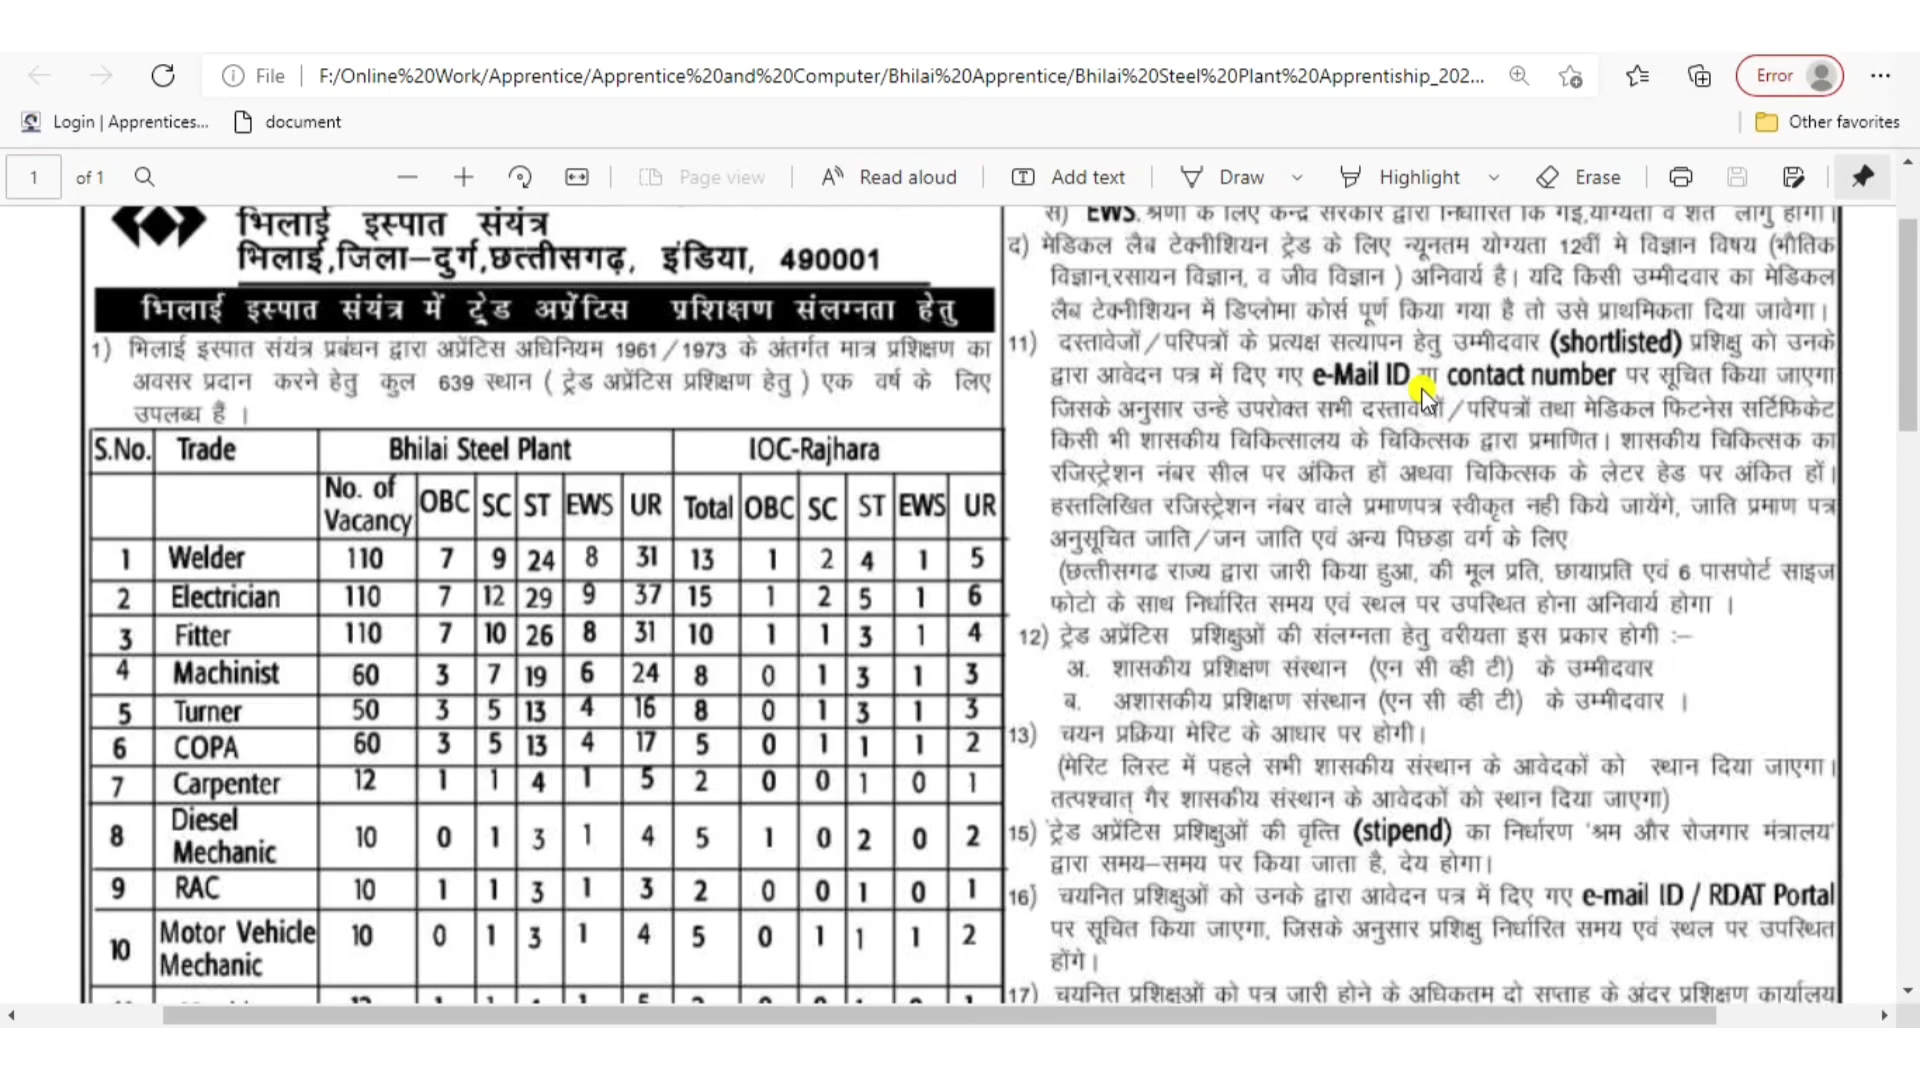 File
F:/Online%20Work/Apprentice/Apprentice%20and%20Computer/Bhilai%20Apprentice/Bhilai%20Steel%20Plant%20Apprentiship_202...
Error
Login | Apprentices...
document
Other favorites
1 of 1
Page view
Read aloud
Add text
Draw
Highlight
Erase
भिलाई इस्पात संयंत्र
भिलाई,जिला–दुर्ग,छत्तीसगढ़, इंडिया, 490001
भिलाई इस्पात संयंत्र में ट्रेड अप्रेंटिस प्रशिक्षण संलग्नता हेतु
1) भिलाई इस्पात संयंत्र प्रबंधन द्वारा अप्रेंटिस अधिनियम 1961/1973 के अंतर्गत मात्र प्रशिक्षण का
अवसर प्रदान करने हेतु कुल 639 स्थान ( ट्रेड अप्रेंटिस प्रशिक्षण हेतु ) एक वर्ष के लिए
उपलब्ध हैं ।
S.No. Trade Bhilai Steel Plant IOC-Rajhara
No. of Vacancy OBC SC ST EWS UR Total OBC SC ST EWS UR
1 Welder 110 7 9 24 8 31 13 1 2 4 1 5
2 Electrician 110 7 12 29 9 37 15 1 2 5 1 6
3 Fitter 110 7 10 26 8 31 10 1 1 3 1 4
4 Machinist 60 3 7 19 6 24 8 0 1 3 1 3
5 Turner 50 3 5 13 4 16 8 0 1 3 1 3
6 COPA 60 3 5 13 4 17 5 0 1 1 1 2
7 Carpenter 12 1 1 4 1 5 2 0 0 1 0 1
8 Diesel Mechanic 10 0 1 3 1 4 5 1 0 2 0 2
9 RAC 10 1 1 3 1 3 2 0 0 1 0 1
10 Motor Vehicle Mechanic 10 0 1 3 1 4 5 0 1 1 1 2
स) EWS. श्रेणी के लिए केन्द्र सरकार द्वारा निर्धारित कि गई,योग्यता व शर्त लागु होगी।
द) मेडिकल लैब टेक्नीशियन ट्रेड के लिए न्यूनतम योग्यता 12वीं मे विज्ञान विषय (भौतिक
विज्ञान,रसायन विज्ञान, व जीव विज्ञान ) अनिवार्य है। यदि किसी उम्मीदवार का मेडिकल
लैब टेक्नीशियन में डिप्लोमा कोर्स पूर्ण किया गया है तो उसे प्राथमिकता दिया जावेगा।
11) दस्तावेजों/परिपत्रों के प्रत्यक्ष सत्यापन हेतु उम्मीदवार (shortlisted) प्रशिक्षु को उनके
द्वारा आवेदन पत्र में दिए गए e-Mail ID या contact number पर सूचित किया जाएगा
जिसके अनुसार उन्हे उपरोक्त सभी दस्तावेजों/परिपत्रों तथा मेडिकल फिटनेस सर्टिफिकेट
किसी भी शासकीय चिकित्सालय के चिकित्सक द्वारा प्रमाणित। शासकीय चिकित्सक का
रजिस्ट्रेशन नंबर सील पर अंकित हों अथवा चिकित्सक के लेटर हेड पर अंकित हों।
हस्तलिखित रजिस्ट्रेशन नंबर वाले प्रमाणपत्र स्वीकृत नही किये जायेंगे, जाति प्रमाण पत्र
अनुसूचित जाति/जन जाति एवं अन्य पिछड़ा वर्ग के लिए
(छत्तीसगढ राज्य द्वारा जारी किया हुआ, की मूल प्रति, छायाप्रति एवं 6 पासपोर्ट साइज
फोटो के साथ निर्धारित समय एवं स्थल पर उपस्थित होना अनिवार्य होगा ।
12) ट्रेड अप्रेंटिस प्रशिक्षुओं की संलग्नता हेतु वरीयता इस प्रकार होगी :–
अ. शासकीय प्रशिक्षण संस्थान (एन सी व्ही टी) के उम्मीदवार
ब. अशासकीय प्रशिक्षण संस्थान (एन सी व्ही टी) के उम्मीदवार ।
13) चयन प्रक्रिया मेरिट के आधार पर होगी।
(मेरिट लिस्ट में पहले सभी शासकीय संस्थान के आवेदकों को स्थान दिया जाएगा।
तत्पश्चात् गैर शासकीय संस्थान के आवेदकों को स्थान दिया जाएगा)
15) ट्रेड अप्रेंटिस प्रशिक्षुओं की वृत्ति (stipend) का निर्धारण 'श्रम और रोजगार मंत्रालय'
द्वारा समय–समय पर किया जाता है, देय होगा।
16) चयनित प्रशिक्षुओं को उनके द्वारा आवेदन पत्र में दिए गए e-mail ID / RDAT Portal
पर सूचित किया जाएगा, जिसके अनुसार प्रशिक्षु निर्धारित समय एवं स्थल पर उपस्थित
होंगे।
17) चयनित प्रशिक्षुओं को पत्र जारी होने के अधिकतम दो सप्ताह के अंदर प्रशिक्षण कार्यालय